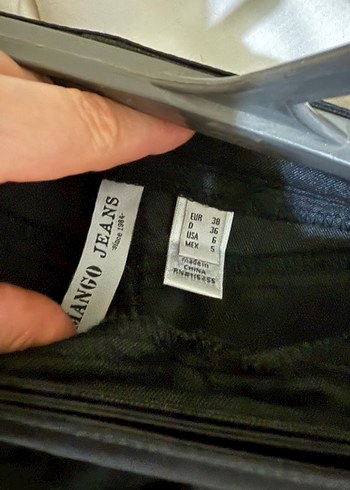 MANGO JEANS
-since 1984-
EUR 38
D 36
USA 6
MEX 5
made in
CHINA